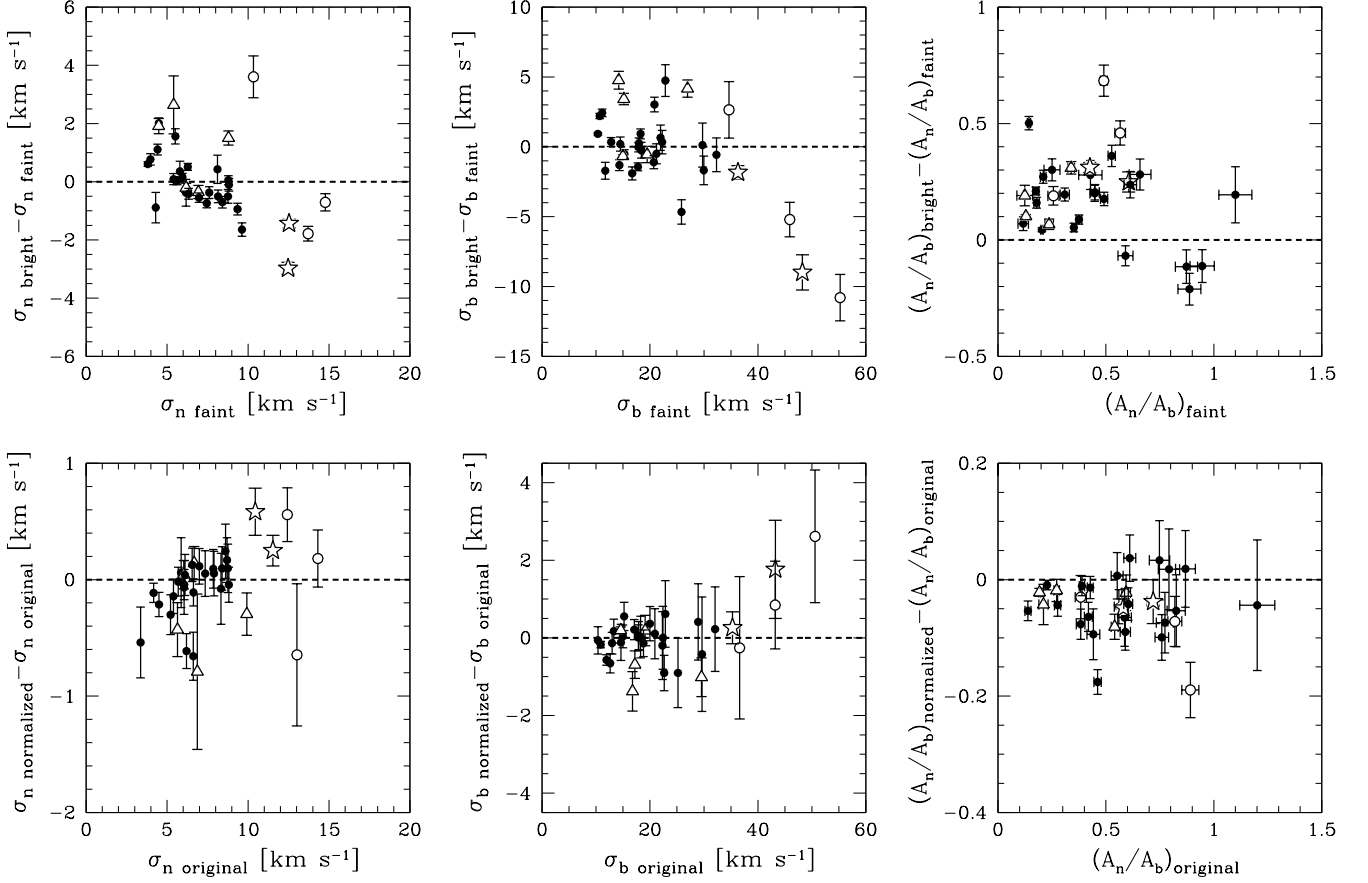 6
4
2
0
−2
−4
−6
σn bright−σn faint [km s−1]
0 5 10 15 20
σn faint [km s−1]
10
5
0
−5
−10
−15
σb bright−σb faint [km s−1]
0 20 40 60
σb faint [km s−1]
1
0.5
0
−0.5
(An/Ab)bright−(An/Ab)faint
0 0.5 1 1.5
(An/Ab)faint
1
0
−1
−2
σn normalized−σn original [km s−1]
0 5 10 15 20
σn original [km s−1]
4
2
0
−2
−4
σb normalized−σb original [km s−1]
0 20 40 60
σb original [km s−1]
0.2
0
−0.2
−0.4
(An/Ab)normalized−(An/Ab)original
0 0.5 1 1.5
(An/Ab)original